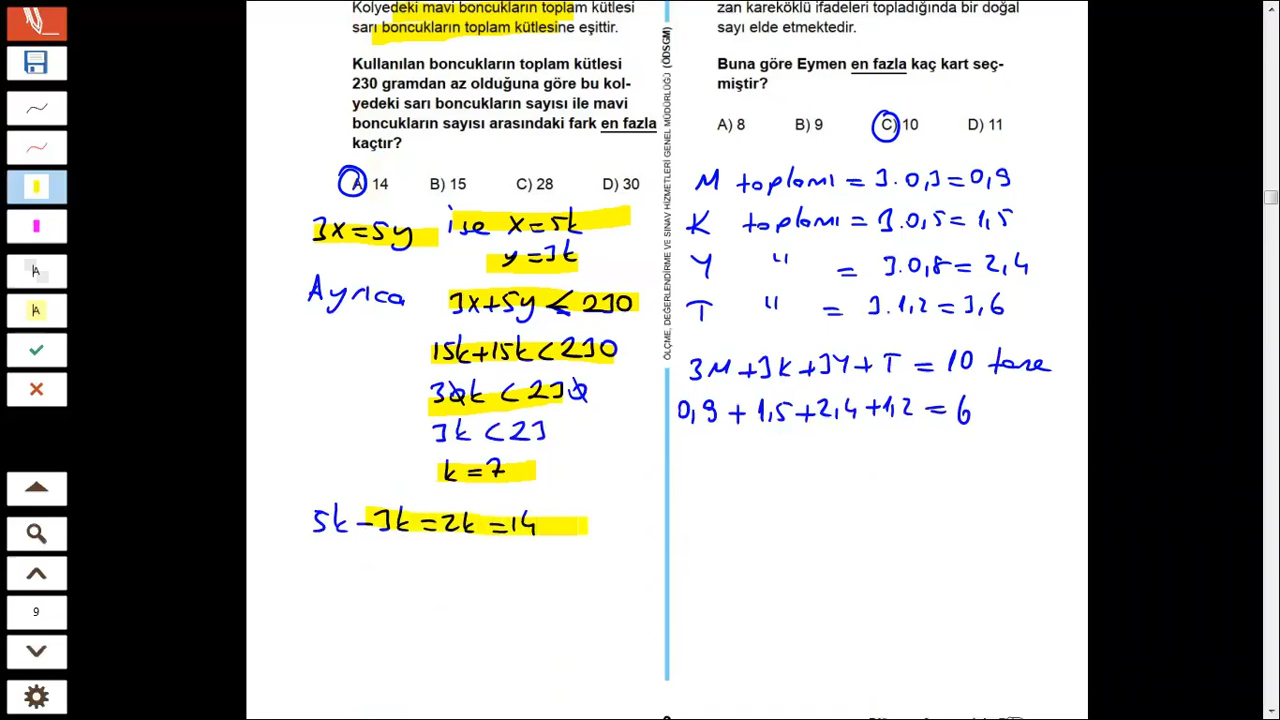 Kolyedeki mavi boncukların toplam kütlesi
sarı boncukların toplam kütlesine eşittir.
Kullanılan boncukların toplam kütlesi
230 gramdan az olduğuna göre bu kol-
yedeki sarı boncukların sayısı ile mavi
boncukların sayısı arasındaki fark en fazla
kaçtır?
A) 14 B) 15 C) 28 D) 30
3x=5y ise x=5k
y=3k
Ayrıca 3x+5y < 230
15k+15k < 230
30k < 230
3k < 23
k=7
5k-3k=2k=14
ÖLÇME, DEĞERLENDİRME VE SINAV HİZMETLERİ GENEL MÜDÜRLÜĞÜ (ÖDSGM)
zan kareköklü ifadeleri topladığında bir doğal
sayı elde etmektedir.
Buna göre Eymen en fazla kaç kart seç-
miştir?
A) 8 B) 9 C) 10 D) 11
M toplamı = 3.0,3=0,9
K toplamı = 3.0,5=1,5
Y " = 3.0,8=2,4
T " = 3.1,2=3,6
3M+3K+3Y+T = 10 tane
0,9+1,5+2,4+1,2=6
A
A
9